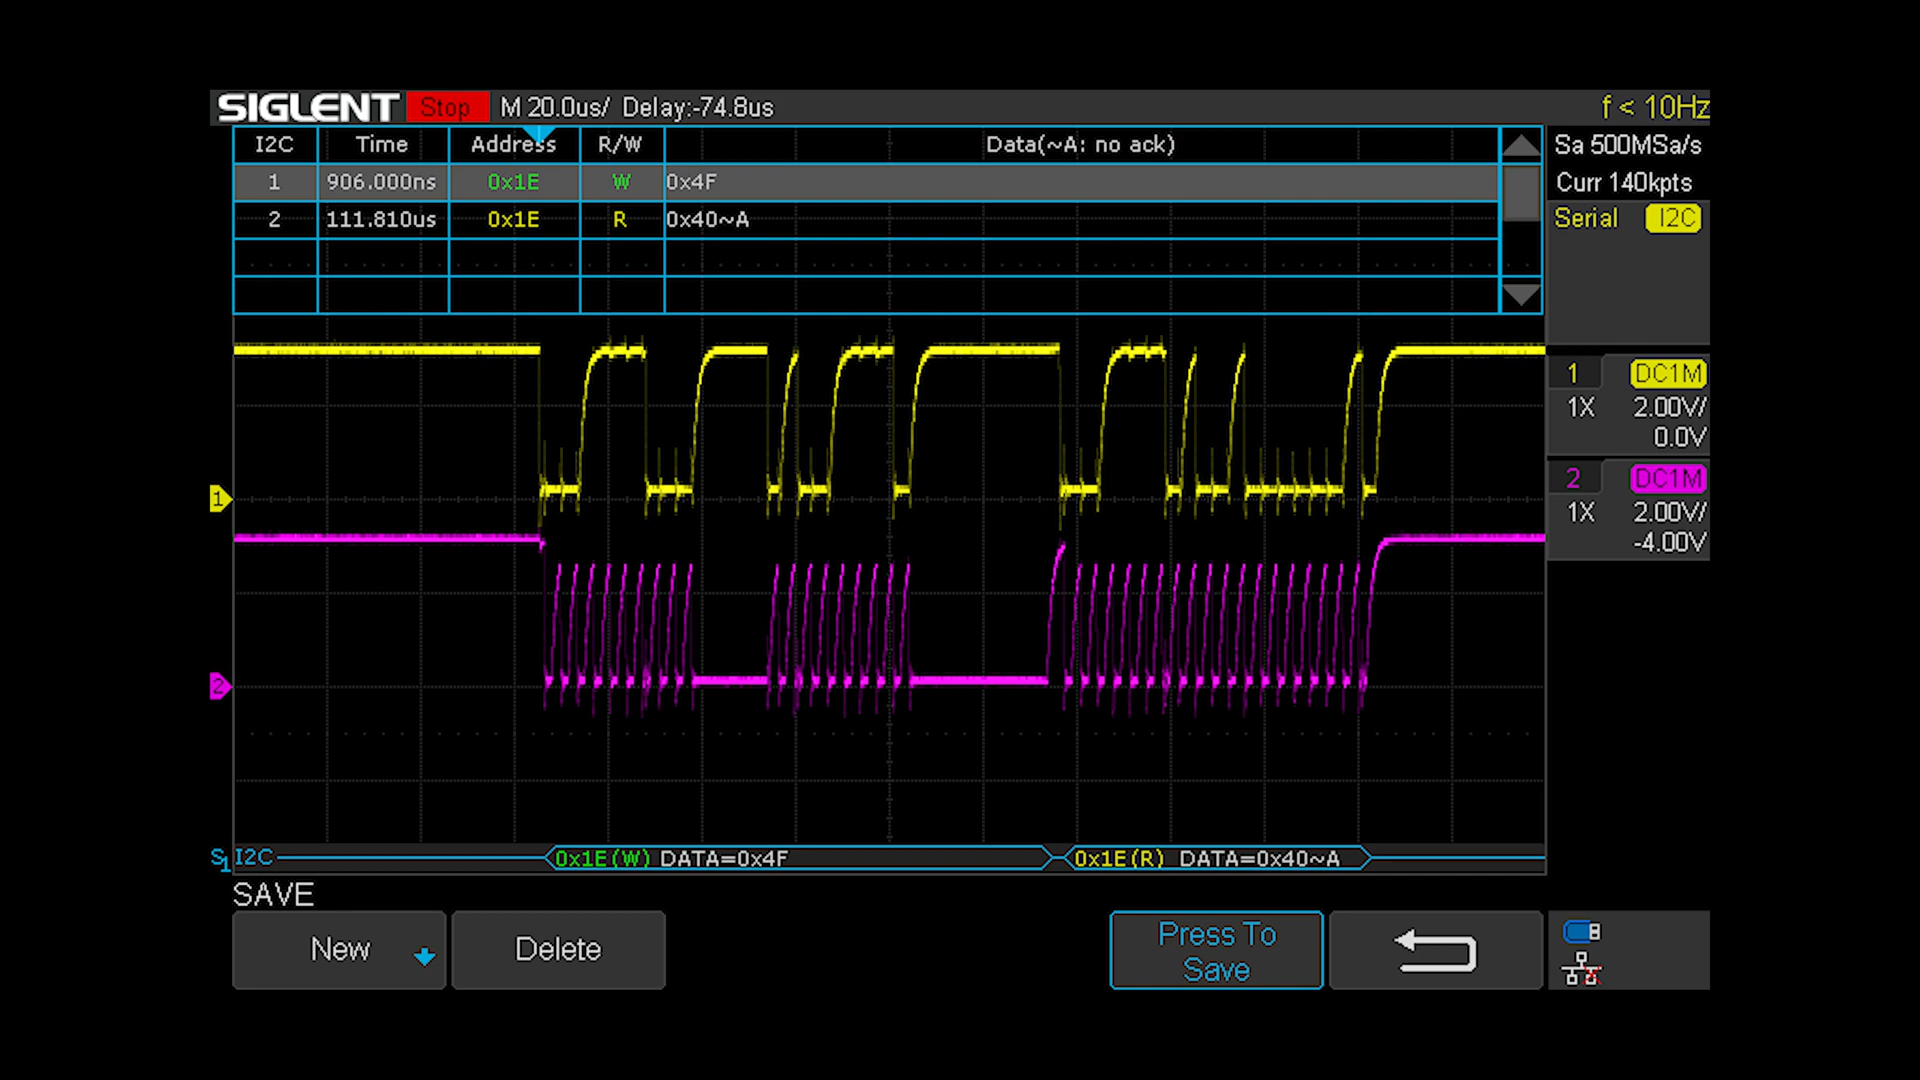 SIGLENT Stop M 20.0us/ Delay:-74.8us f < 10Hz
I2C Time Address R/W Data(~A: no ack)
1 906.000ns 0x1E W 0x4F
2 111.810us 0x1E R 0x40~A
Sa 500MSa/s
Curr 140kpts
Serial I2C
1 DC1M
1X 2.00V/
0.0V
2 DC1M
1X 2.00V/
-4.00V
1
2
S1 I2C 0x1E(W) DATA=0x4F 0x1E(R) DATA=0x40~A
SAVE
New
Delete
Press To
Save